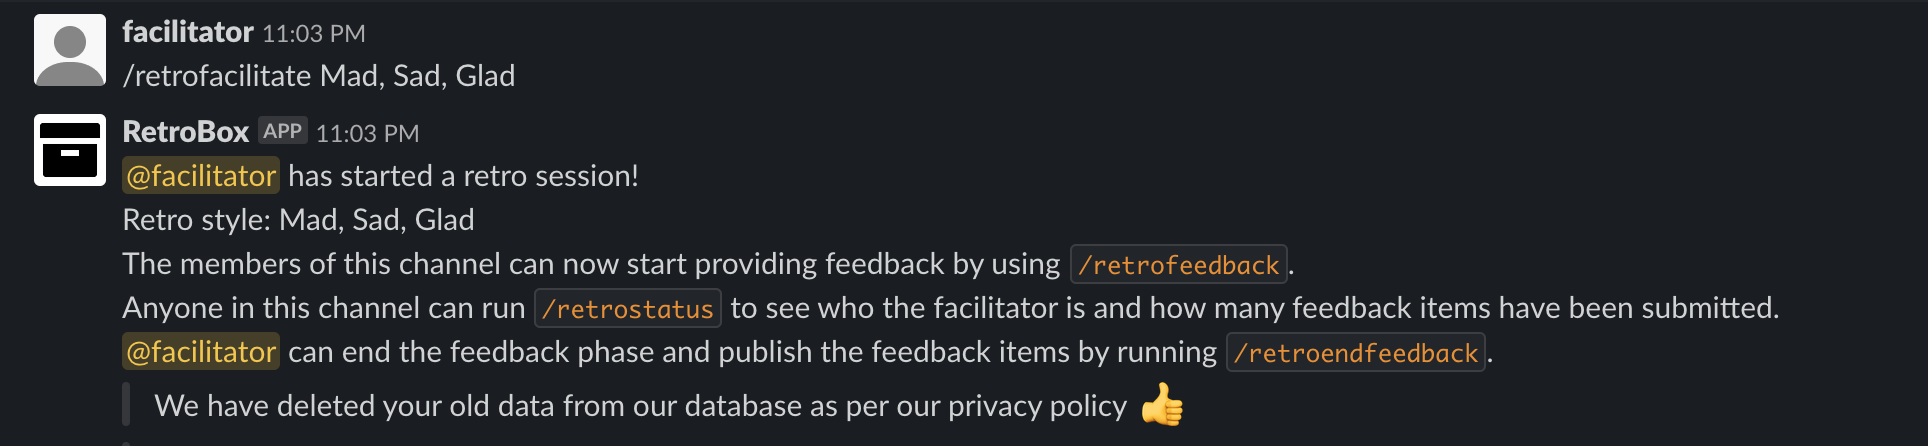 facilitator 11:03 PM
/retrofacilitate Mad, Sad, Glad
RetroBox APP 11:03 PM
@facilitator has started a retro session!
Retro style: Mad, Sad, Glad
The members of this channel can now start providing feedback by using /retrofeedback.
Anyone in this channel can run /retrostatus to see who the facilitator is and how many feedback items have been submitted.
@facilitator can end the feedback phase and publish the feedback items by running /retroendfeedback.
We have deleted your old data from our database as per our privacy policy 👍